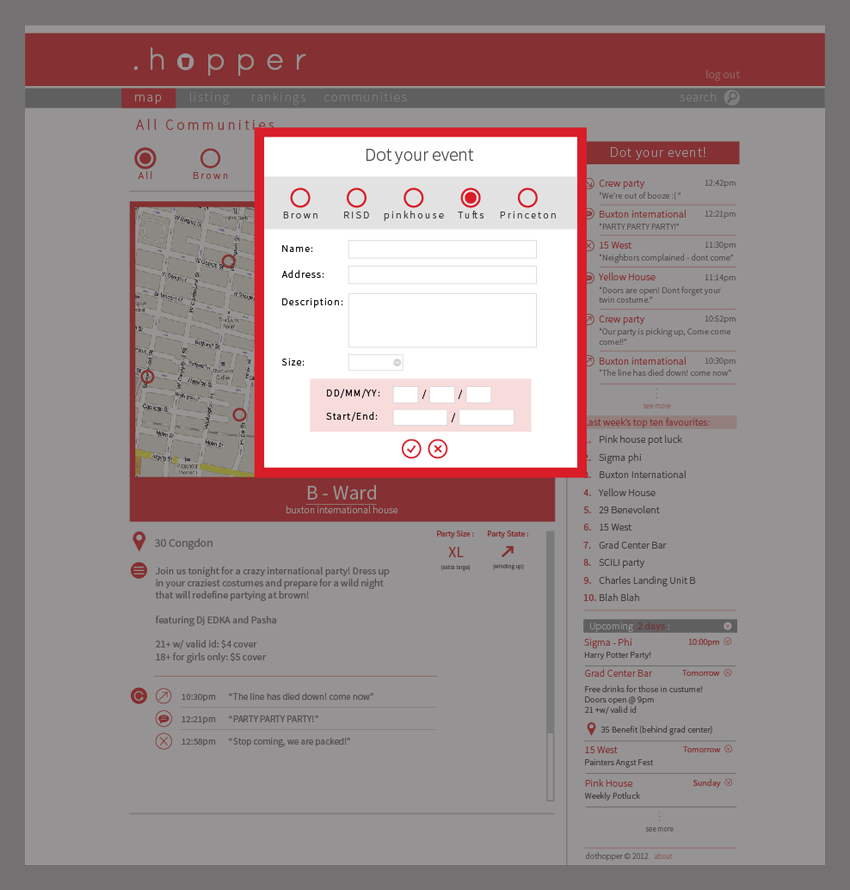 .hopper
log out
map listing rankings communities search
All Communities
All Brown
Dot your event
Brown RISD pinkhouse Tufts Princeton
Name:
Address:
Description:
Size:
DD/MM/YY: / /
Start/End: /
B - Ward
buxton international house
30 Congdon
Party Size : Party State :
XL
(extra large) (winding up)
Join us tonight for a crazy international party! Dress up
in your craziest costumes and prepare for a wild night
that will redefine partying at brown!
featuring Dj EDKA and Pasha
21+ w/ valid id: $4 cover
18+ for girls only: $5 cover
10:30pm “The line has died down! come now”
12:21pm “PARTY PARTY PARTY!”
12:58pm “Stop coming, we are packed!”
Dot your event!
Crew party 12:42pm
"We're out of booze :( "
Buxton international 12:21pm
"PARTY PARTY PARTY!"
15 West 11:30pm
"Neighbors complained - dont come"
Yellow House 11:14pm
"Doors are open! Dont forget your
twin costume."
Crew party 10:52pm
"Our party is picking up, Come come
come!!"
Buxton international 10:30pm
"The line has died down! come now"
see more
Last week's top ten favourites:
1. Pink house pot luck
2. Sigma phi
3. Buxton International
4. Yellow House
5. 29 Benevolent
6. 15 West
7. Grad Center Bar
8. SCILI party
9. Charles Landing Unit B
10. Blah Blah
Upcoming 2 days :
Sigma - Phi 10:00pm
Harry Potter Party!
Grad Center Bar Tomorrow
Free drinks for those in custume!
Doors open @ 9pm
21 +w/ valid id
35 Benefit (behind grad center)
15 West Tomorrow
Painters Angst Fest
Pink House Sunday
Weekly Potluck
see more
dothopper © 2012 about